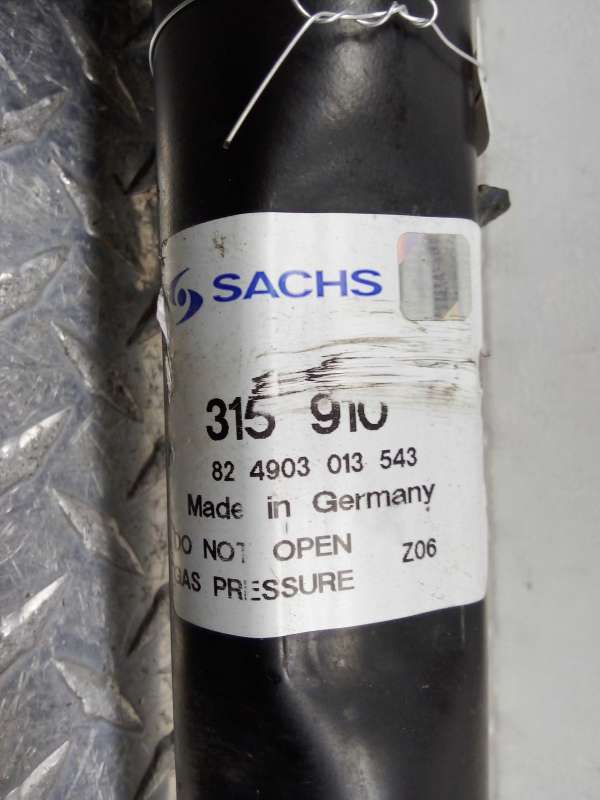 SACHS
315 910
82 4903 013 543
Made in Germany
DO NOT OPEN
Z06
GAS PRESSURE